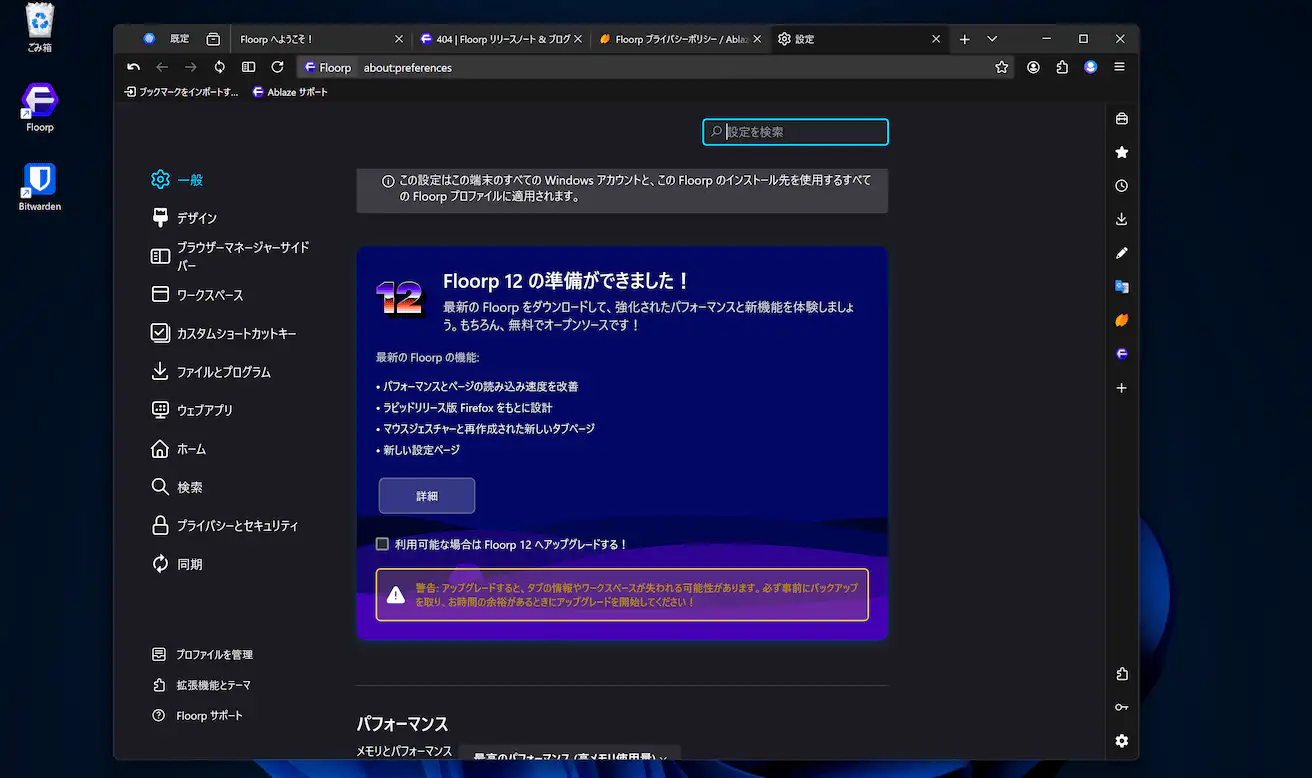 ごみ箱
Floorp
Bitwarden
既定
Floorp へようこそ！
404 | Floorp リリースノート & ブログ
Floorp プライバシーポリシー / Ablaz
設定
Floorp
about:preferences
ブックマークをインポートす...
Ablaze サポート
設定を検索
一般
デザイン
ブラウザーマネージャーサイド
バー
ワークスペース
カスタムショートカットキー
ファイルとプログラム
ウェブアプリ
ホーム
検索
プライバシーとセキュリティ
同期
プロファイルを管理
拡張機能とテーマ
Floorp サポート
この設定はこの端末のすべての Windows アカウントと、この Floorp のインストール先を使用するすべて
の Floorp プロファイルに適用されます。
12
Floorp 12 の準備ができました！
最新の Floorp をダウンロードして、強化されたパフォーマンスと新機能を体験しましょ
う。もちろん、無料でオープンソースです！
最新の Floorp の機能:
• パフォーマンスとページの読み込み速度を改善
• ラピッドリリース版 Firefox をもとに設計
• マウスジェスチャーと再作成された新しいタブページ
• 新しい設定ページ
詳細
利用可能な場合は Floorp 12 へアップグレードする！
警告: アップグレードすると、タブの情報やワークスペースが失われる可能性があります。必ず事前にバックアップ
を取り、お時間の余裕があるときにアップグレードを開始してください！
パフォーマンス
メモリとパフォーマンス
最高のパフォーマンス (高メモリ使用量)